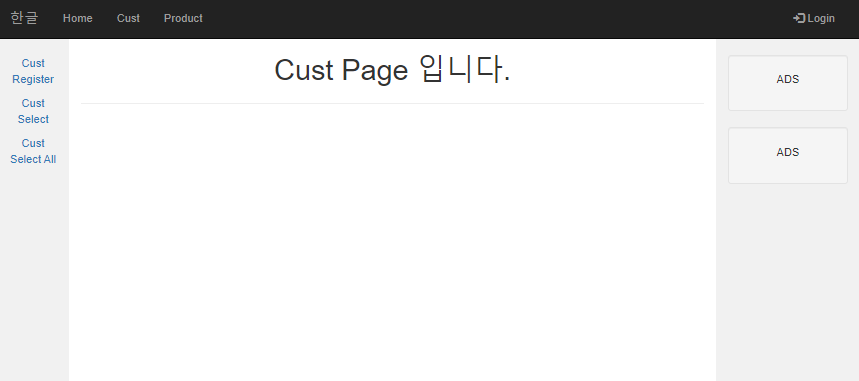 한글 Home Cust Product Login
Cust
Register
Cust
Select
Cust
Select All
Cust Page 입니다.
ADS
ADS